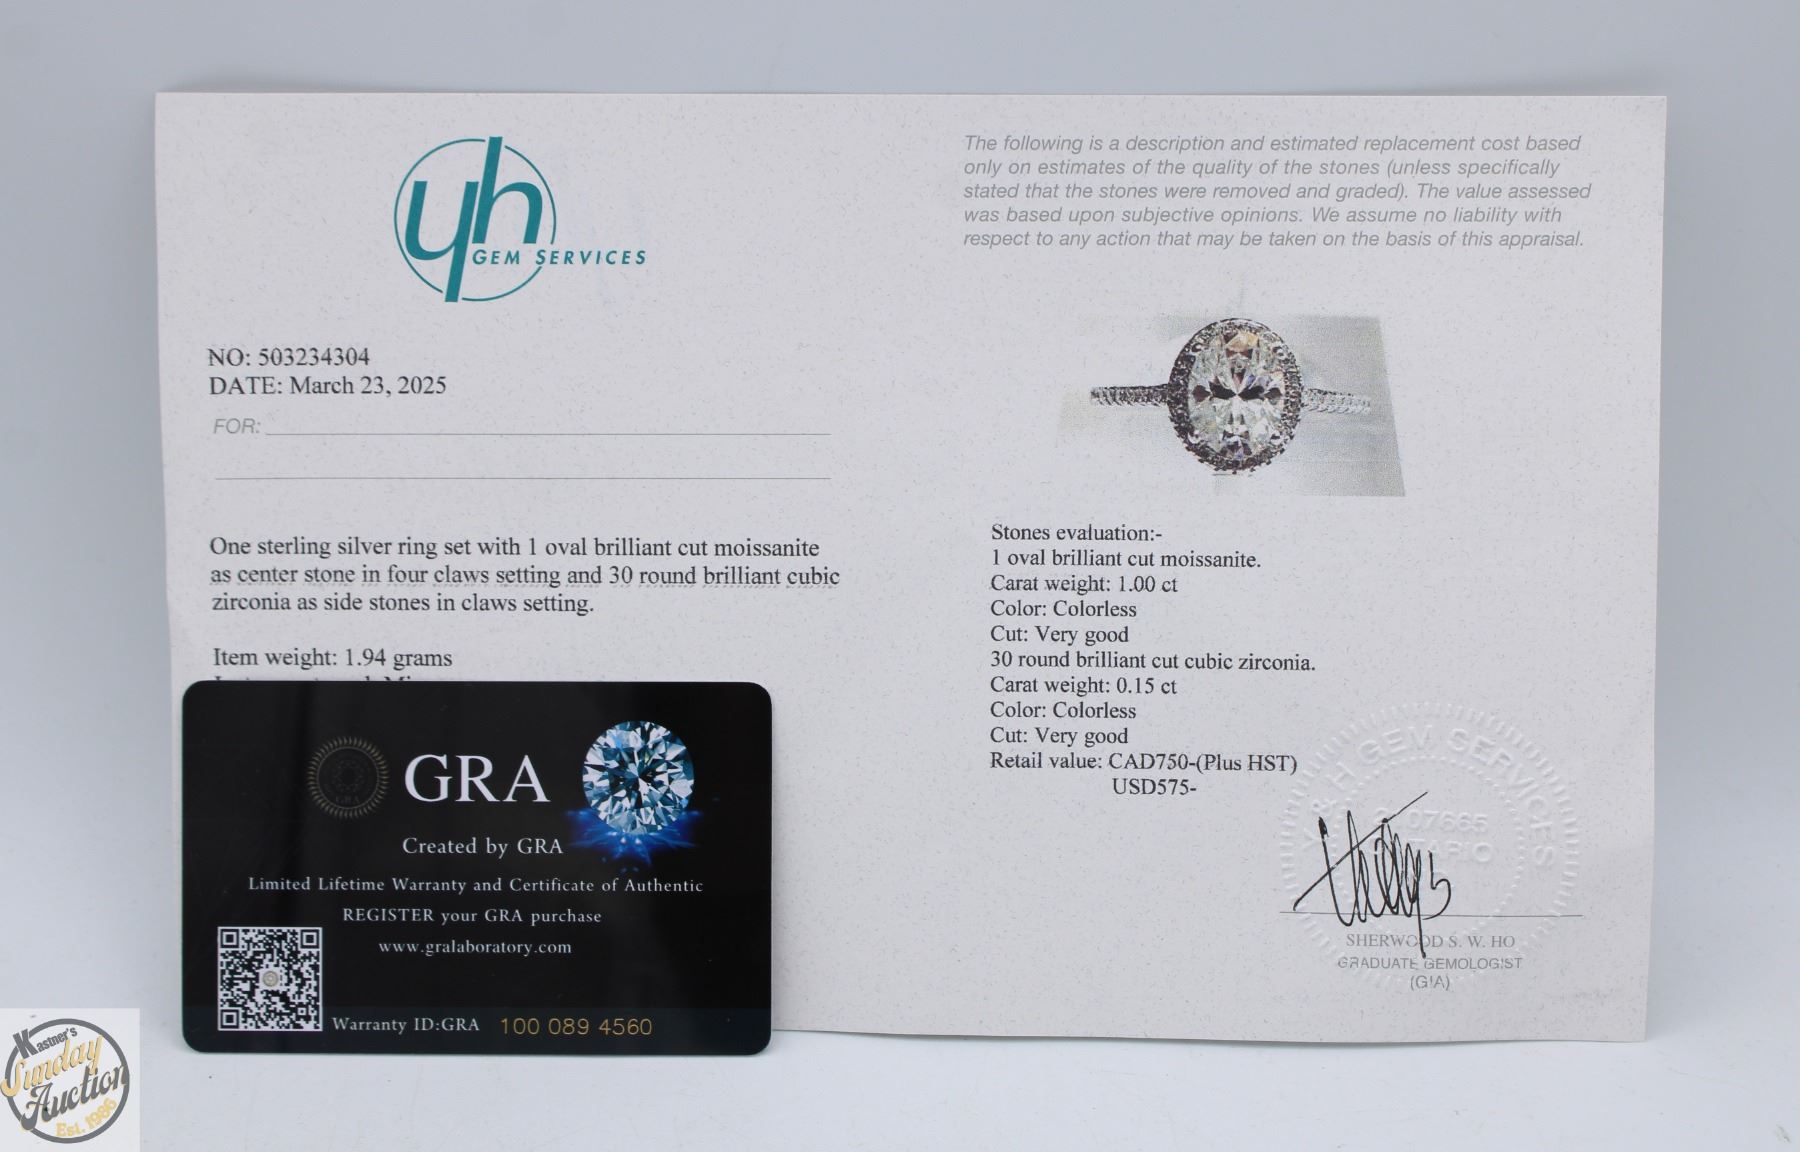 yh
GEM SERVICES
NO: 503234304
DATE: March 23, 2025
FOR:
One sterling silver ring set with 1 oval brilliant cut moissanite
as center stone in four claws setting and 30 round brilliant cubic
zirconia as side stones in claws setting.
Item weight: 1.94 grams
The following is a description and estimated replacement cost based
only on estimates of the quality of the stones (unless specifically
stated that the stones were removed and graded). The value assessed
was based upon subjective opinions. We assume no liability with
respect to any action that may be taken on the basis of this appraisal.
Stones evaluation:-
1 oval brilliant cut moissanite.
Carat weight: 1.00 ct
Color: Colorless
Cut: Very good
30 round brilliant cut cubic zirconia.
Carat weight: 0.15 ct
Color: Colorless
Cut: Very good
Retail value: CAD750-(Plus HST)
USD575-
H GEM SERVICES
07665
SHERWOOD S. W. HO
GRADUATE GEMOLOGIST
(GIA)
GRA
GRA
Created by GRA
Limited Lifetime Warranty and Certificate of Authentic
REGISTER your GRA purchase
www.gralaboratory.com
Warranty ID:GRA 100 089 4560
Kastner's
Sunday
Auction
Est. 1986